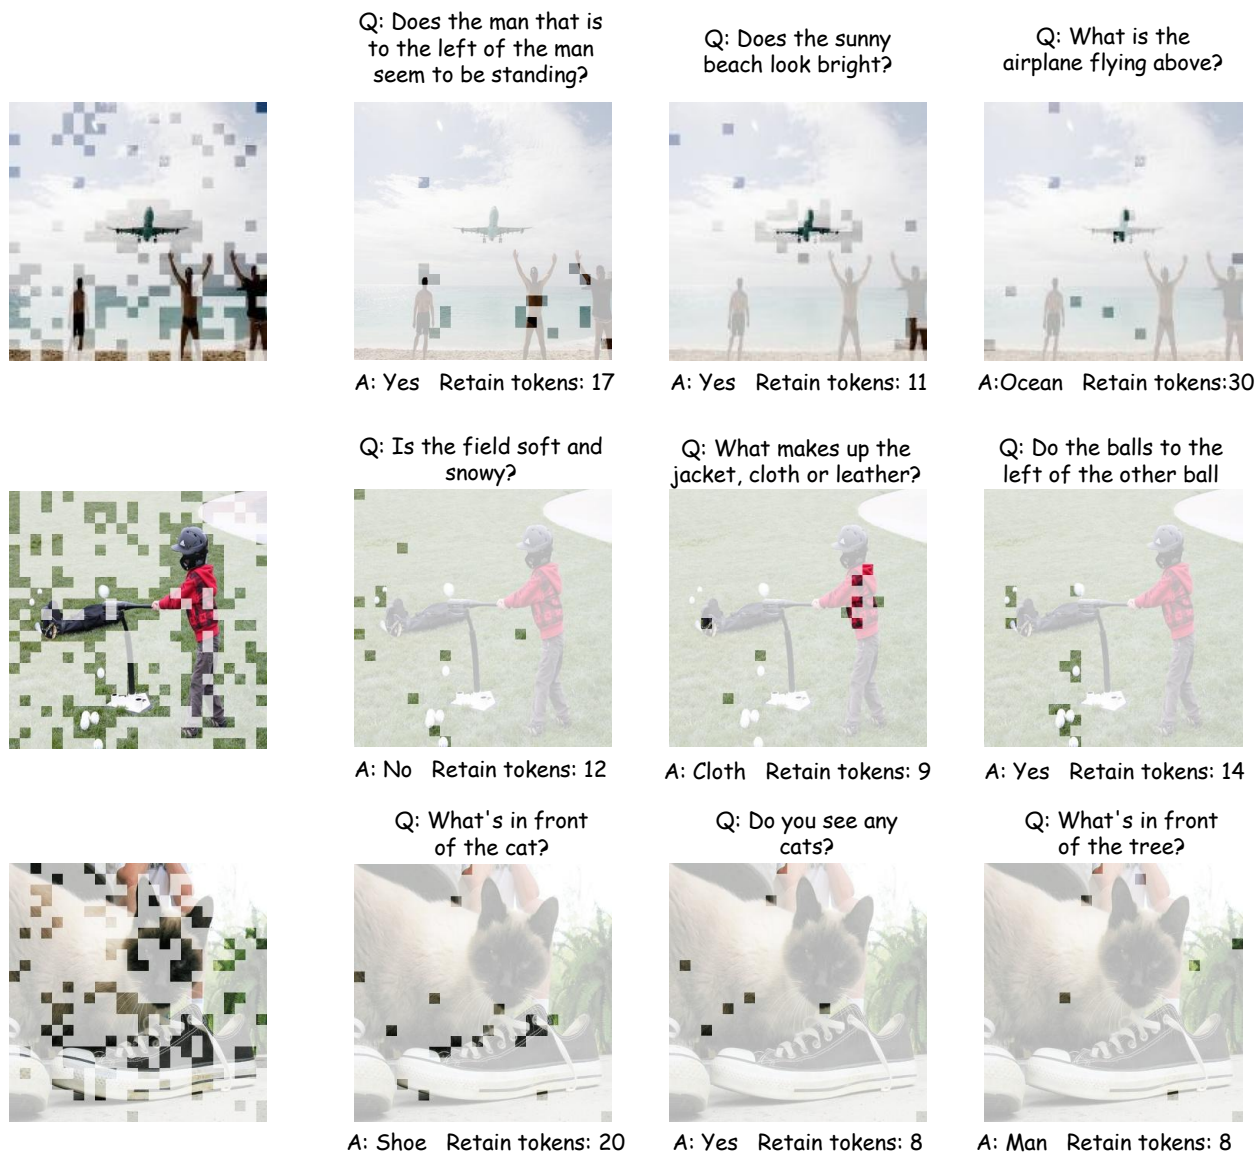 Q: Does the man that is
to the left of the man
seem to be standing?
Q: Does the sunny
beach look bright?
Q: What is the
airplane flying above?
A: Yes Retain tokens: 17
A: Yes Retain tokens: 11
A:Ocean Retain tokens:30
Q: Is the field soft and
snowy?
Q: What makes up the
jacket, cloth or leather?
Q: Do the balls to the
left of the other ball
A: No Retain tokens: 12
A: Cloth Retain tokens: 9
A: Yes Retain tokens: 14
Q: What's in front
of the cat?
Q: Do you see any
cats?
Q: What's in front
of the tree?
A: Shoe Retain tokens: 20
A: Yes Retain tokens: 8
A: Man Retain tokens: 8